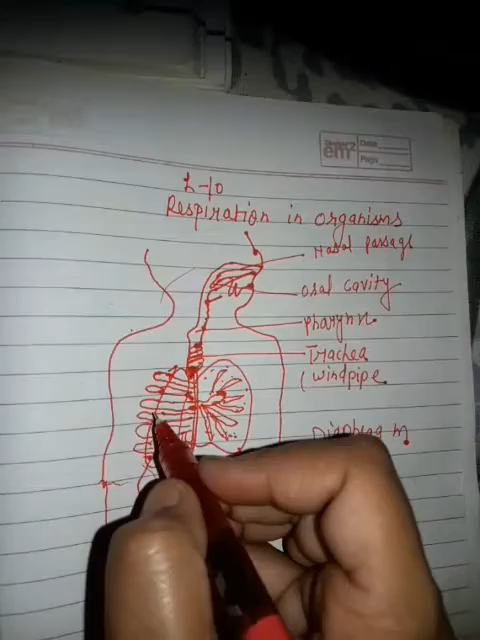 Date
Page
L-10
Respiration in organisms
Nasal passage
oral cavity
pharynx
Trachea
(windpipe
Diaphragm